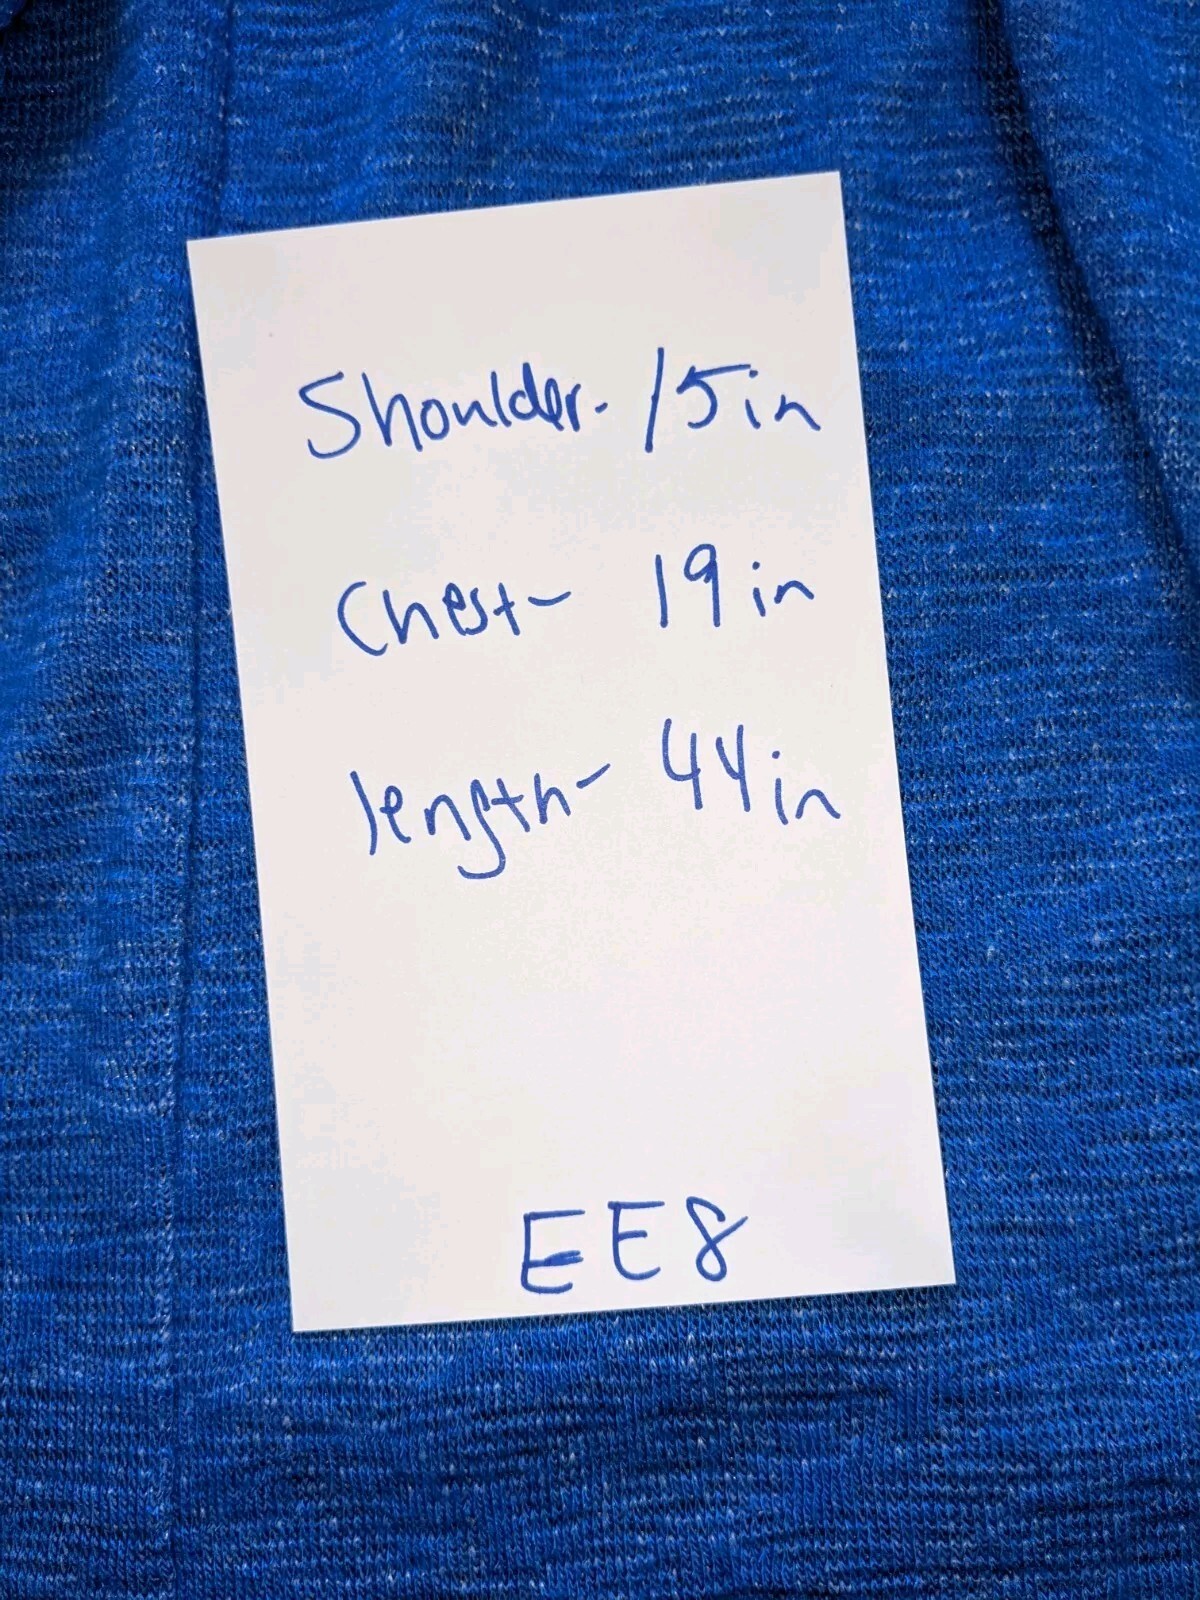 Shoulder- 15in
Chest- 19in
length- 44in
EE8